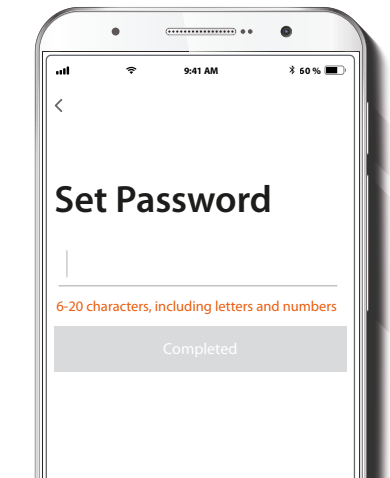 9:41 AM
60 %
Set Password
6-20 characters, including letters and numbers
Completed